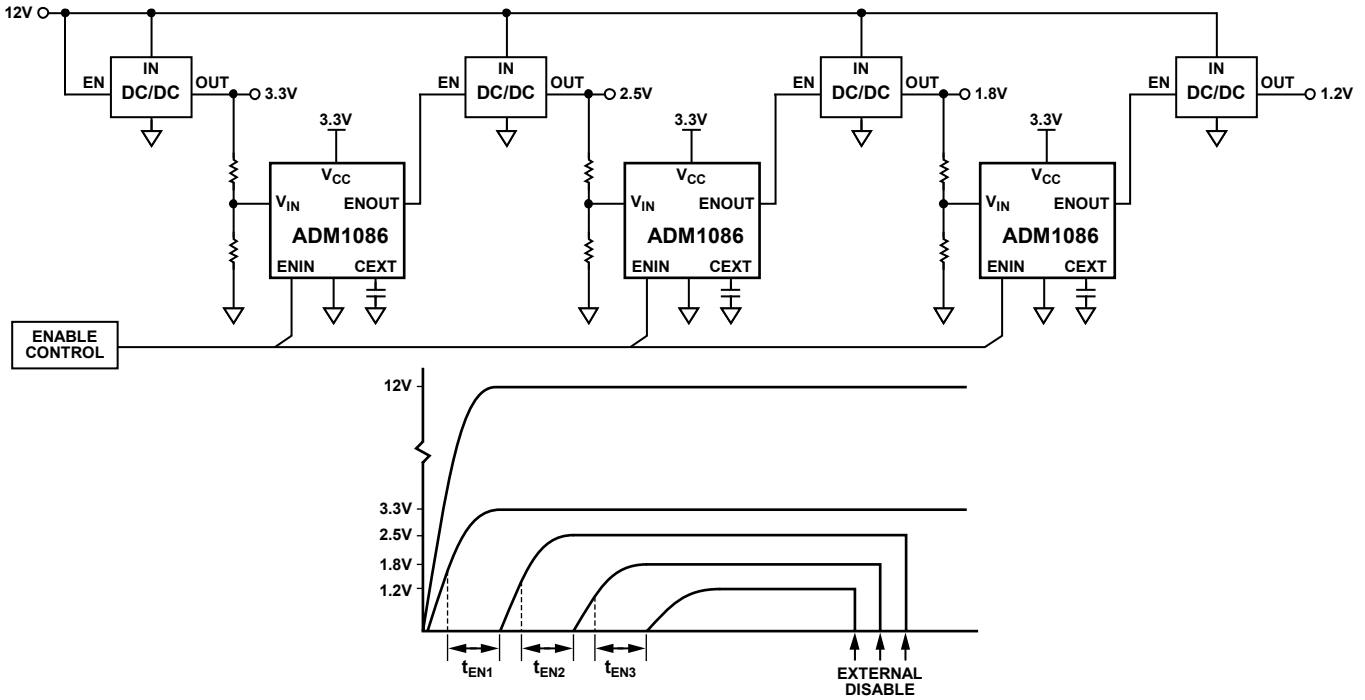 12V
IN
EN
OUT
DC/DC
3.3V
IN
EN
OUT
DC/DC
2.5V
IN
EN
OUT
DC/DC
1.8V
IN
EN
OUT
DC/DC
1.2V
3.3V
VCC
VIN
ENOUT
ADM1086
ENIN
CEXT
3.3V
VCC
VIN
ENOUT
ADM1086
ENIN
CEXT
3.3V
VCC
VIN
ENOUT
ADM1086
ENIN
CEXT
ENABLE
CONTROL
12V
3.3V
2.5V
1.8V
1.2V
tEN1
tEN2
tEN3
EXTERNAL
DISABLE